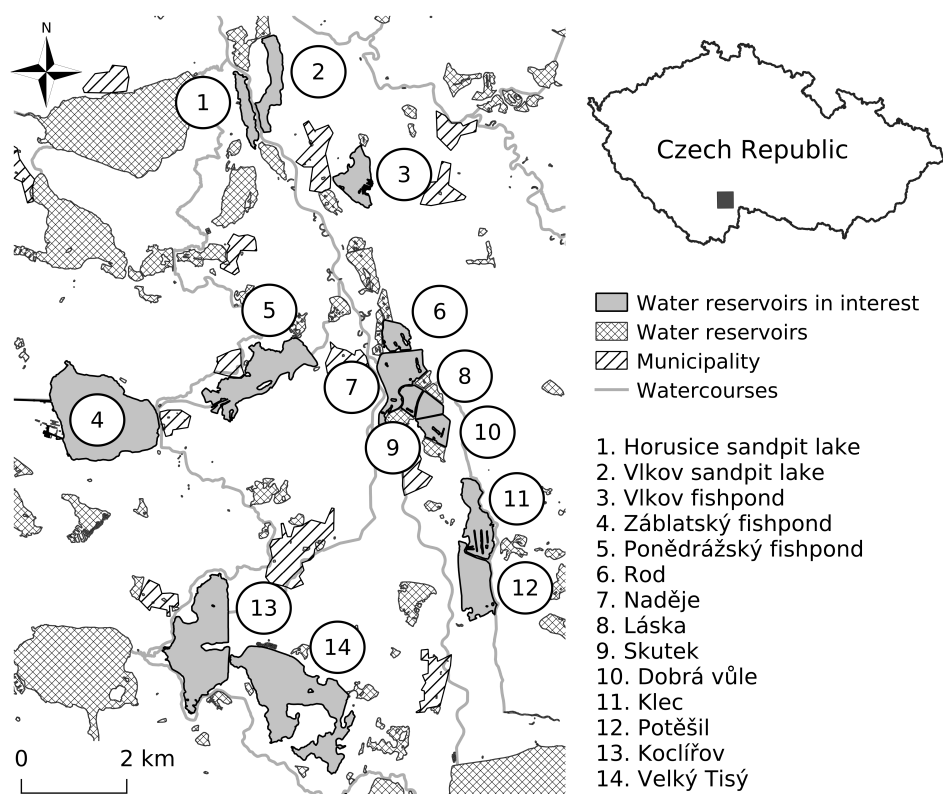 N
1
2
3
4
5
6
7
8
9
10
11
12
13
14
0
2 km
Czech Republic
Water reservoirs in interest
Water reservoirs
Municipality
Watercourses
1. Horusice sandpit lake
2. Vlkov sandpit lake
3. Vlkov fishpond
4. Záblatský fishpond
5. Ponědrážský fishpond
6. Rod
7. Naděje
8. Láska
9. Skutek
10. Dobrá vůle
11. Klec
12. Potěšil
13. Koclířov
14. Velký Tisý